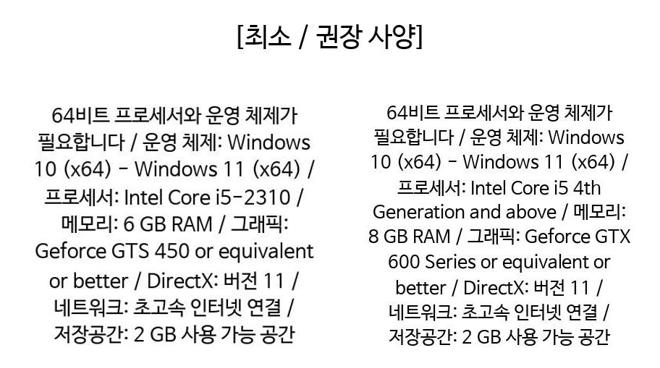 [최소 / 권장 사양]
64비트 프로세서와 운영 체제가
필요합니다 / 운영 체제: Windows
10 (x64) - Windows 11 (x64) /
프로세서: Intel Core i5-2310 /
메모리: 6 GB RAM / 그래픽:
Geforce GTS 450 or equivalent
or better / DirectX: 버전 11 /
네트워크: 초고속 인터넷 연결 /
저장공간: 2 GB 사용 가능 공간
64비트 프로세서와 운영 체제가
필요합니다 / 운영 체제: Windows
10 (x64) - Windows 11 (x64) /
프로세서: Intel Core i5 4th
Generation and above / 메모리:
8 GB RAM / 그래픽: Geforce GTX
600 Series or equivalent or
better / DirectX: 버전 11 /
네트워크: 초고속 인터넷 연결 /
저장공간: 2 GB 사용 가능 공간